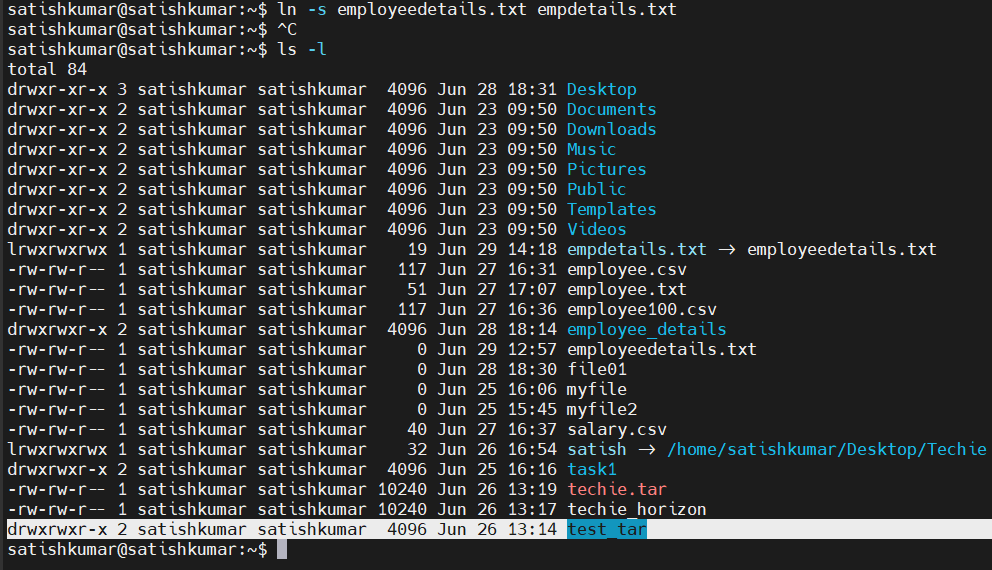 satishkumar@satishkumar:~$ ln -s employeedetails.txt empdetails.txt
satishkumar@satishkumar:~$ ^C
satishkumar@satishkumar:~$ ls -l
total 84
drwxr-xr-x 3 satishkumar satishkumar  4096 Jun 28 18:31 Desktop
drwxr-xr-x 2 satishkumar satishkumar  4096 Jun 23 09:50 Documents
drwxr-xr-x 2 satishkumar satishkumar  4096 Jun 23 09:50 Downloads
drwxr-xr-x 2 satishkumar satishkumar  4096 Jun 23 09:50 Music
drwxr-xr-x 2 satishkumar satishkumar  4096 Jun 23 09:50 Pictures
drwxr-xr-x 2 satishkumar satishkumar  4096 Jun 23 09:50 Public
drwxr-xr-x 2 satishkumar satishkumar  4096 Jun 23 09:50 Templates
drwxr-xr-x 2 satishkumar satishkumar  4096 Jun 23 09:50 Videos
lrwxrwxrwx 1 satishkumar satishkumar    19 Jun 29 14:18 empdetails.txt -> employeedetails.txt
-rw-rw-r-- 1 satishkumar satishkumar   117 Jun 27 16:31 employee.csv
-rw-rw-r-- 1 satishkumar satishkumar    51 Jun 27 17:07 employee.txt
-rw-rw-r-- 1 satishkumar satishkumar   117 Jun 27 16:36 employee100.csv
drwxrwxr-x 2 satishkumar satishkumar  4096 Jun 28 18:14 employee_details
-rw-rw-r-- 1 satishkumar satishkumar     0 Jun 29 12:57 employeedetails.txt
-rw-rw-r-- 1 satishkumar satishkumar     0 Jun 28 18:30 file01
-rw-rw-r-- 1 satishkumar satishkumar     0 Jun 25 16:06 myfile
-rw-rw-r-- 1 satishkumar satishkumar     0 Jun 25 15:45 myfile2
-rw-rw-r-- 1 satishkumar satishkumar    40 Jun 27 16:37 salary.csv
lrwxrwxrwx 1 satishkumar satishkumar    32 Jun 26 16:54 satish -> /home/satishkumar/Desktop/Techie
drwxrwxr-x 2 satishkumar satishkumar  4096 Jun 25 16:16 task1
-rw-rw-r-- 1 satishkumar satishkumar 10240 Jun 26 13:19 techie.tar
-rw-rw-r-- 1 satishkumar satishkumar 10240 Jun 26 13:17 techie_horizon
drwxrwxr-x 2 satishkumar satishkumar  4096 Jun 26 13:14 test_tar
satishkumar@satishkumar:~$